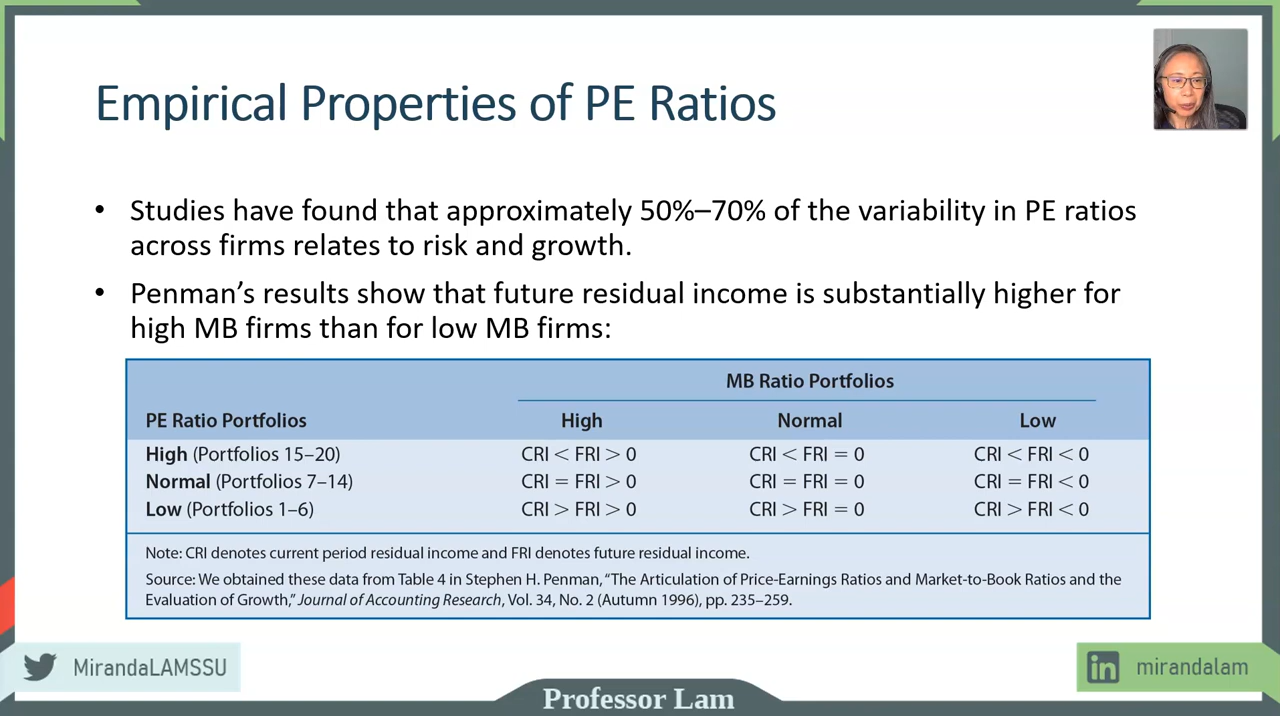 Empirical Properties of PE Ratios
• Studies have found that approximately 50%–70% of the variability in PE ratios
across firms relates to risk and growth.
• Penman’s results show that future residual income is substantially higher for
high MB firms than for low MB firms:
MB Ratio Portfolios
PE Ratio Portfolios High Normal Low
High (Portfolios 15–20) CRI < FRI > 0 CRI < FRI = 0 CRI < FRI < 0
Normal (Portfolios 7–14) CRI = FRI > 0 CRI = FRI = 0 CRI = FRI < 0
Low (Portfolios 1–6) CRI > FRI > 0 CRI > FRI = 0 CRI > FRI < 0
Note: CRI denotes current period residual income and FRI denotes future residual income.
Source: We obtained these data from Table 4 in Stephen H. Penman, “The Articulation of Price-Earnings Ratios and Market-to-Book Ratios and the
Evaluation of Growth,” Journal of Accounting Research, Vol. 34, No. 2 (Autumn 1996), pp. 235–259.
MirandaLAMSSU
in mirandalam
Professor Lam